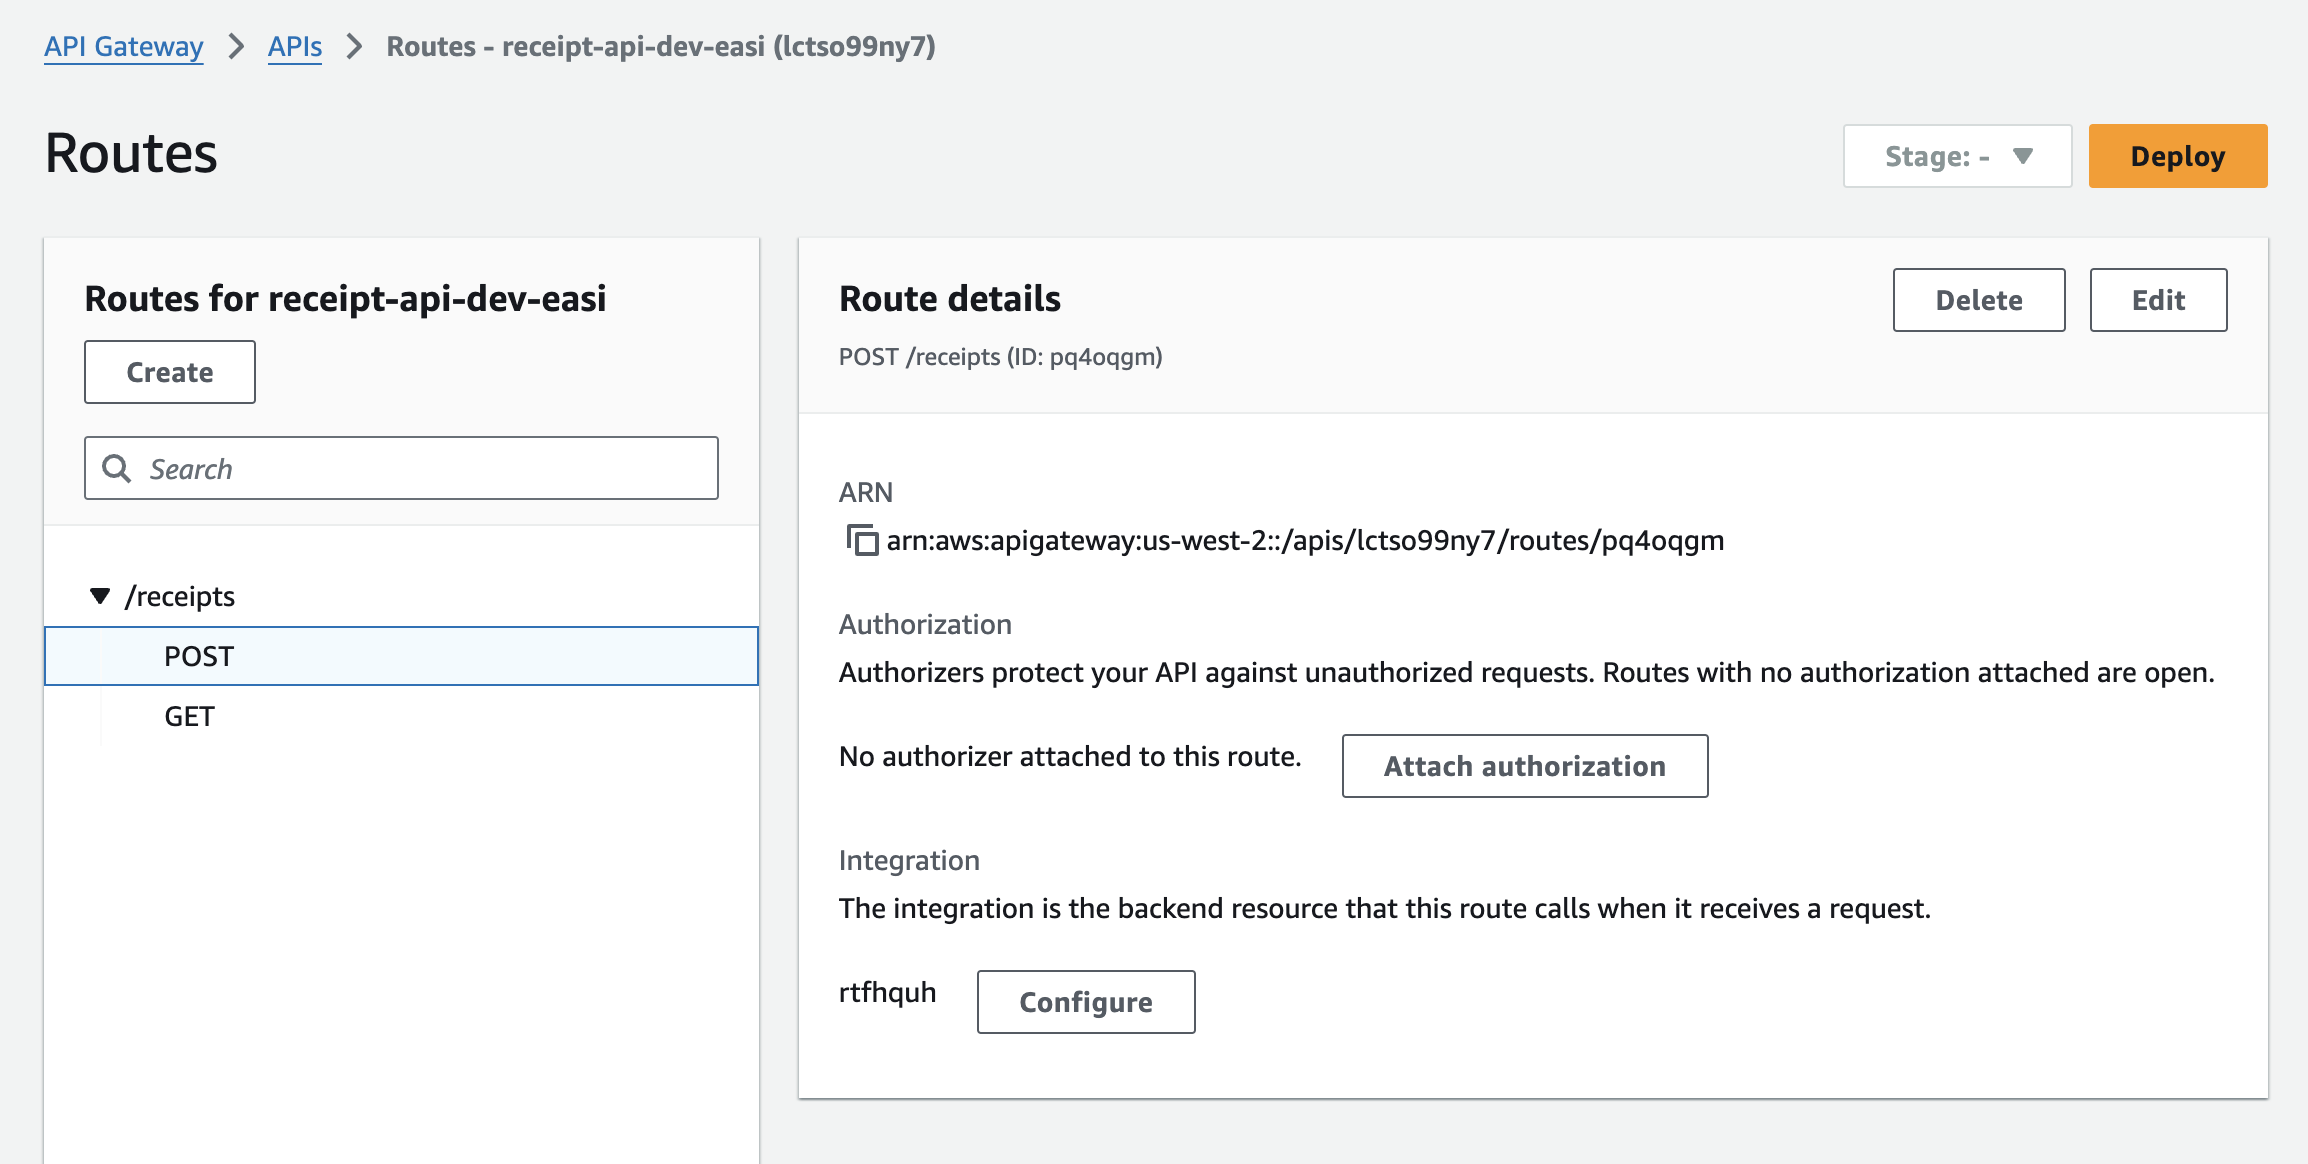 API Gateway > APIs > Routes - receipt-api-dev-easi (lctso99ny7)
Routes
Stage: -
Deploy
Routes for receipt-api-dev-easi
Create
Search
/receipts
POST
GET
Route details
Delete
Edit
POST /receipts (ID: pq4oqgm)
ARN
arn:aws:apigateway:us-west-2::/apis/lctso99ny7/routes/pq4oqgm
Authorization
Authorizers protect your API against unauthorized requests. Routes with no authorization attached are open.
No authorizer attached to this route.
Attach authorization
Integration
The integration is the backend resource that this route calls when it receives a request.
rtfhquh
Configure